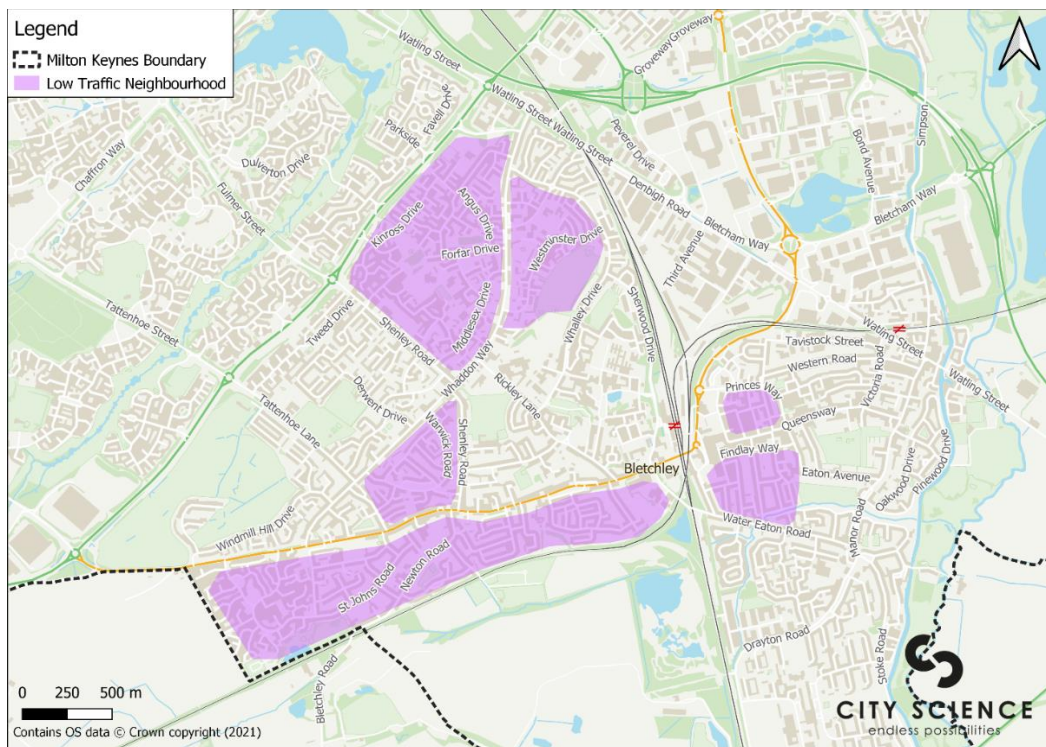 Legend
Milton Keynes Boundary
Low Traffic Neighbourhood
Watling Street
Groveway
Groveway
Favell Drive
Parkside
Watling Street
Watling Street
Peverel Drive
Simpson
Chaffron Way
Dulverton Drive
Bond Avenue
Denbigh Road
Fulmer Street
Angus Drive
Bletcham Way
Kinross Drive
Bletcham Way
Westminster Drive
Forfar Drive
Third Avenue
Tattenhoe Street
Tweed Drive
Middlesex Drive
Whalley Drive
Sherwood Drive
Shenley Road
Watling Street
Tavistock Street
Whaddon Way
Western Road
Victoria Road
Watling Street
Rickley Lane
Derwent Drive
Princes Way
Queensway
Tattenhoe Lane
Warwick Road
Shenley Road
Findlay Way
Bletchley
Eaton Avenue
Oakwood Drive
Pinewood Drive
Windmill Hill Drive
Water Eaton Road
Manor Road
Newton Road
St Johns Road
Drayton Road
Stoke Road
Bletchley Road
0 250 500 m
CITY SCIENCE
endless possibilities
Contains OS data © Crown copyright (2021)